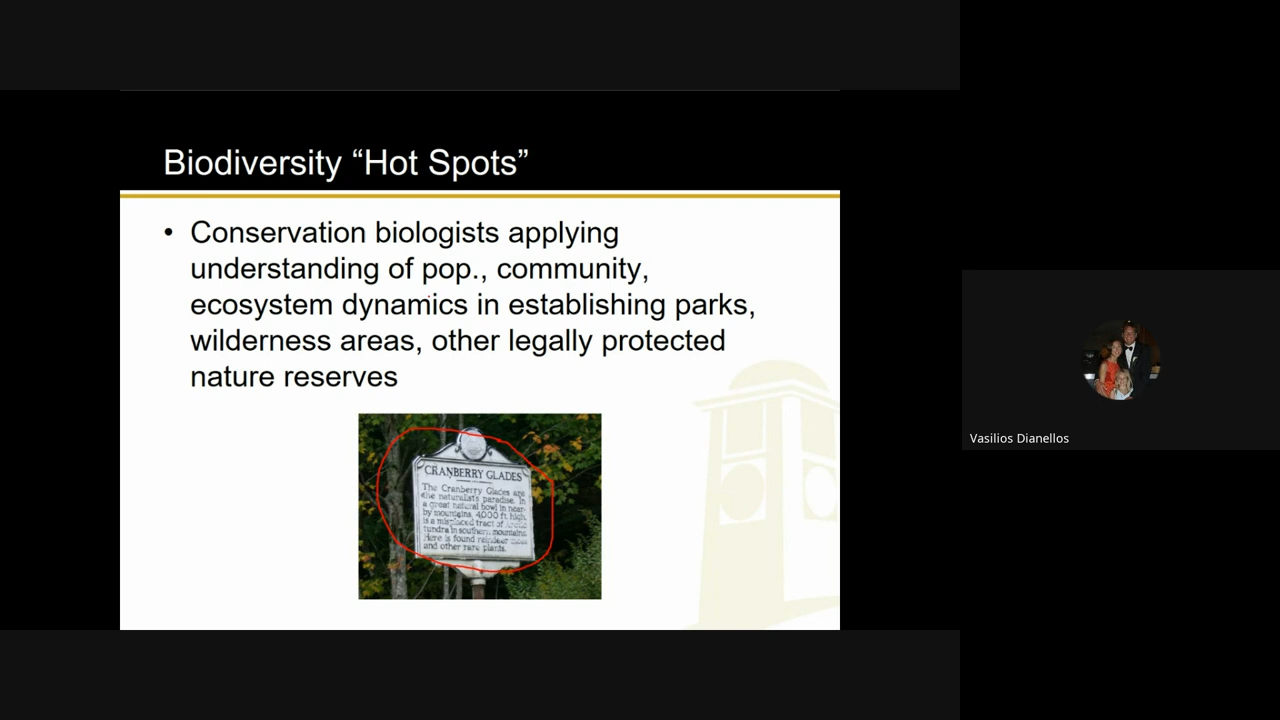 Biodiversity “Hot Spots”
• Conservation biologists applying
understanding of pop., community,
ecosystem dynamics in establishing parks,
wilderness areas, other legally protected
nature reserves
CRANBERRY GLADES
The Cranberry Glades are
the naturalists paradise. In
a great natural bowl in near-
by mountains, 4,000 ft. high,
is a misplaced tract of
tundra in southern mountains.
Here is found reindeer moss
and other rare plants.
Vasilios Dianellos